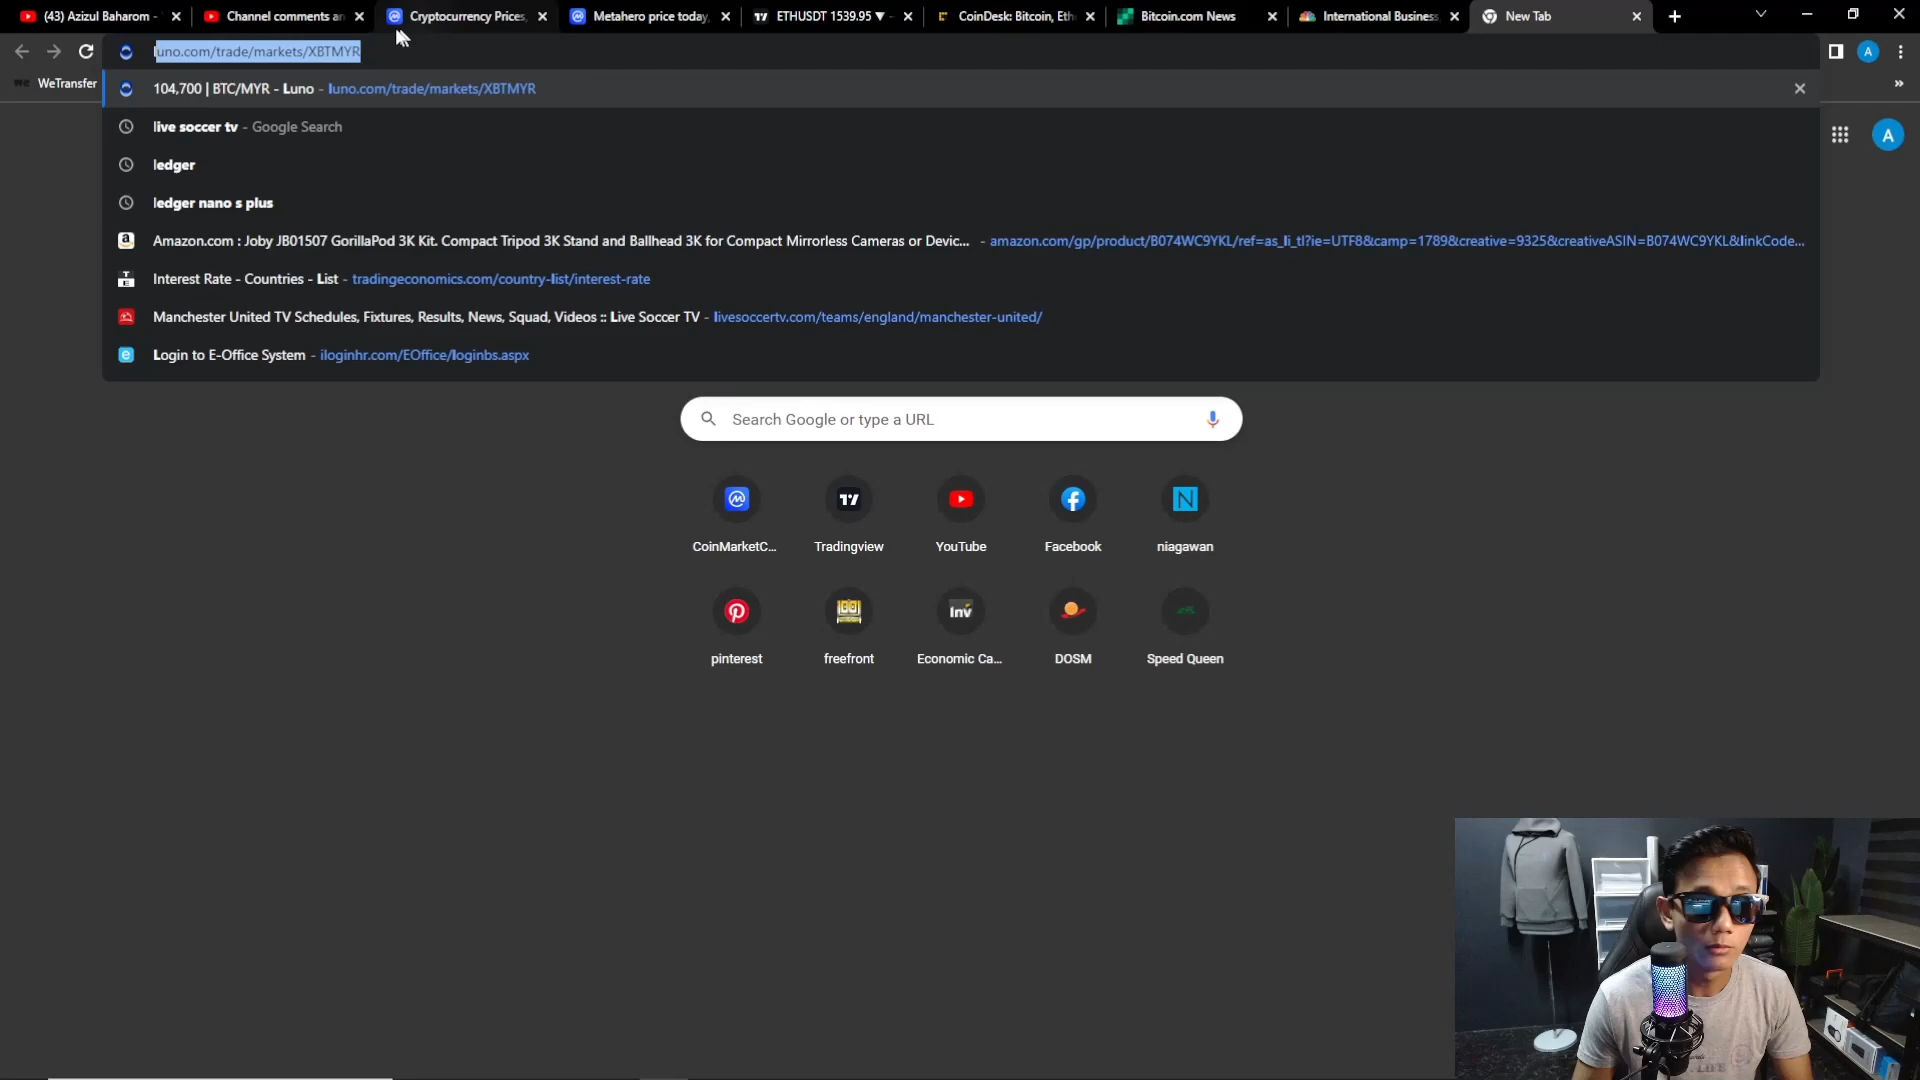 (43) Azizul Baharom -
Channel comments an
Cryptocurrency Prices,
Metahero price today,
ETHUSDT 1539.95 ▼ -
CoinDesk: Bitcoin, Eth
Bitcoin.com News
International Business
New Tab
luno.com/trade/markets/XBTMYR
A
WeTransfer
104,700 | BTC/MYR - Luno - luno.com/trade/markets/XBTMYR
live soccer tv - Google Search
A
ledger
ledger nano s plus
Amazon.com : Joby JB01507 GorillaPod 3K Kit. Compact Tripod 3K Stand and Ballhead 3K for Compact Mirrorless Cameras or Devic... - amazon.com/gp/product/B074WC9YKL/ref=as_li_tl?ie=UTF8&camp=1789&creative=9325&creativeASIN=B074WC9YKL&linkCode...
Interest Rate - Countries - List - tradingeconomics.com/country-list/interest-rate
Manchester United TV Schedules, Fixtures, Results, News, Squad, Videos :: Live Soccer TV - livesoccertv.com/teams/england/manchester-united/
Login to E-Office System - iloginhr.com/EOffice/loginbs.aspx
Search Google or type a URL
CoinMarketC... Tradingview YouTube Facebook niagawan
Inv
pinterest freefront Economic Ca... DOSM Speed Queen